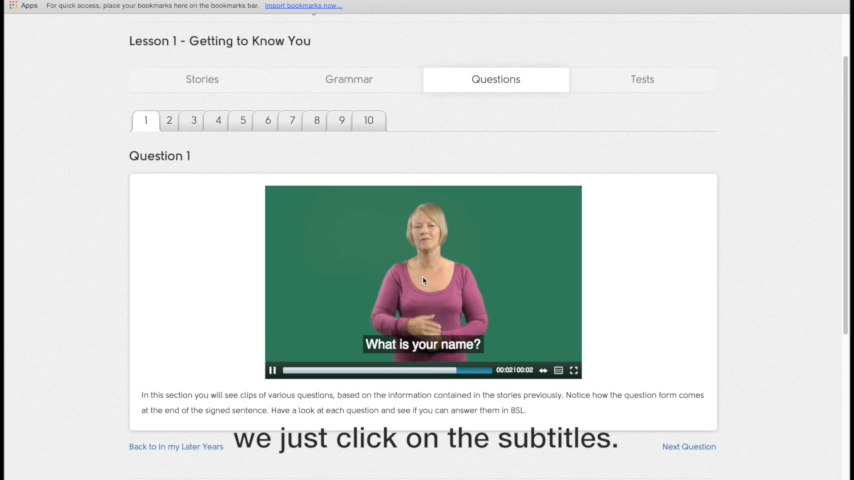 Apps For quick access, place your bookmarks here on the bookmarks bar. Import bookmarks now...
Lesson 1 - Getting to Know You
Stories Grammar Questions Tests
1 2 3 4 5 6 7 8 9 10
Question 1
What is your name?
00:02|00:02
In this section you will see clips of various questions, based on the information contained in the stories previously. Notice how the question form comes
at the end of the signed sentence. Have a look at each question and see if you can answer them in BSL.
we just click on the subtitles.
Back to In my Later Years Next Question